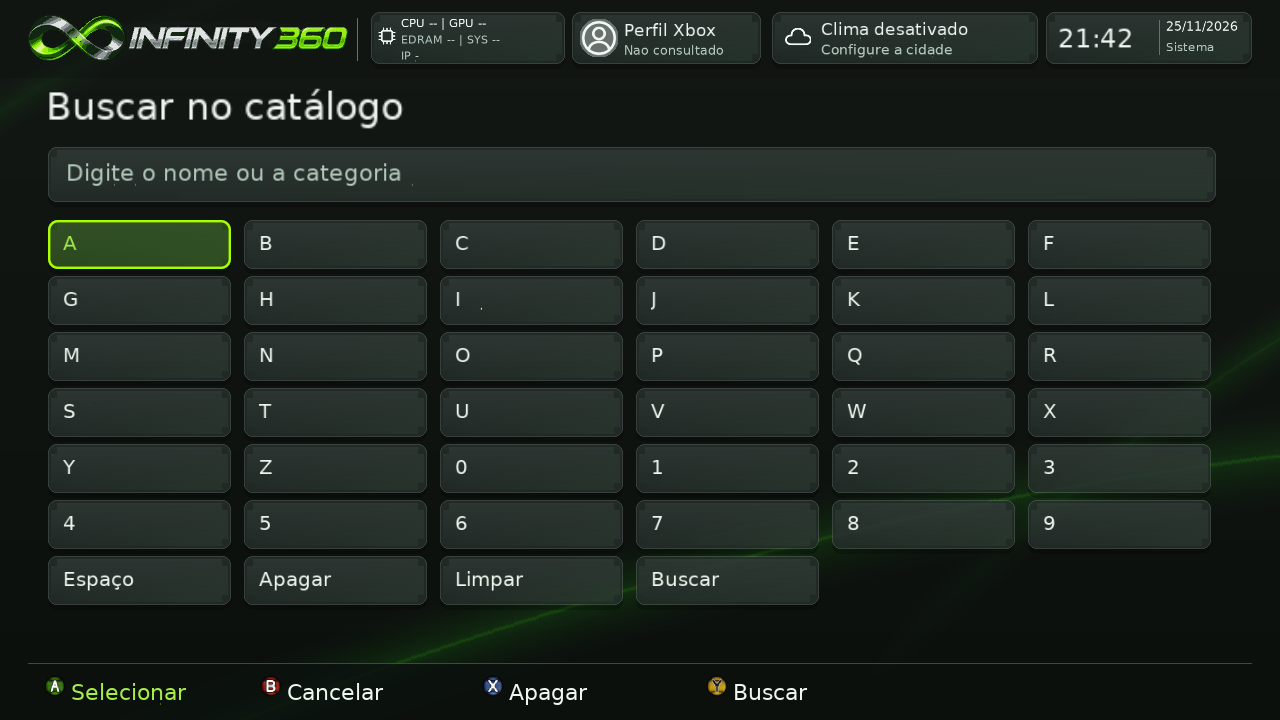 INFINITY 360
CPU -- | GPU --
EDRAM -- | SYS --
IP -
Perfil Xbox
Nao consultado
Clima desativado
Configure a cidade
21:42
25/11/2026
Sistema
Buscar no catálogo
Digite o nome ou a categoria
A B C D E F
G H I J K L
M N O P Q R
S T U V W X
Y Z 0 1 2 3
4 5 6 7 8 9
Espaço Apagar Limpar Buscar
A Selecionar B Cancelar X Apagar Y Buscar